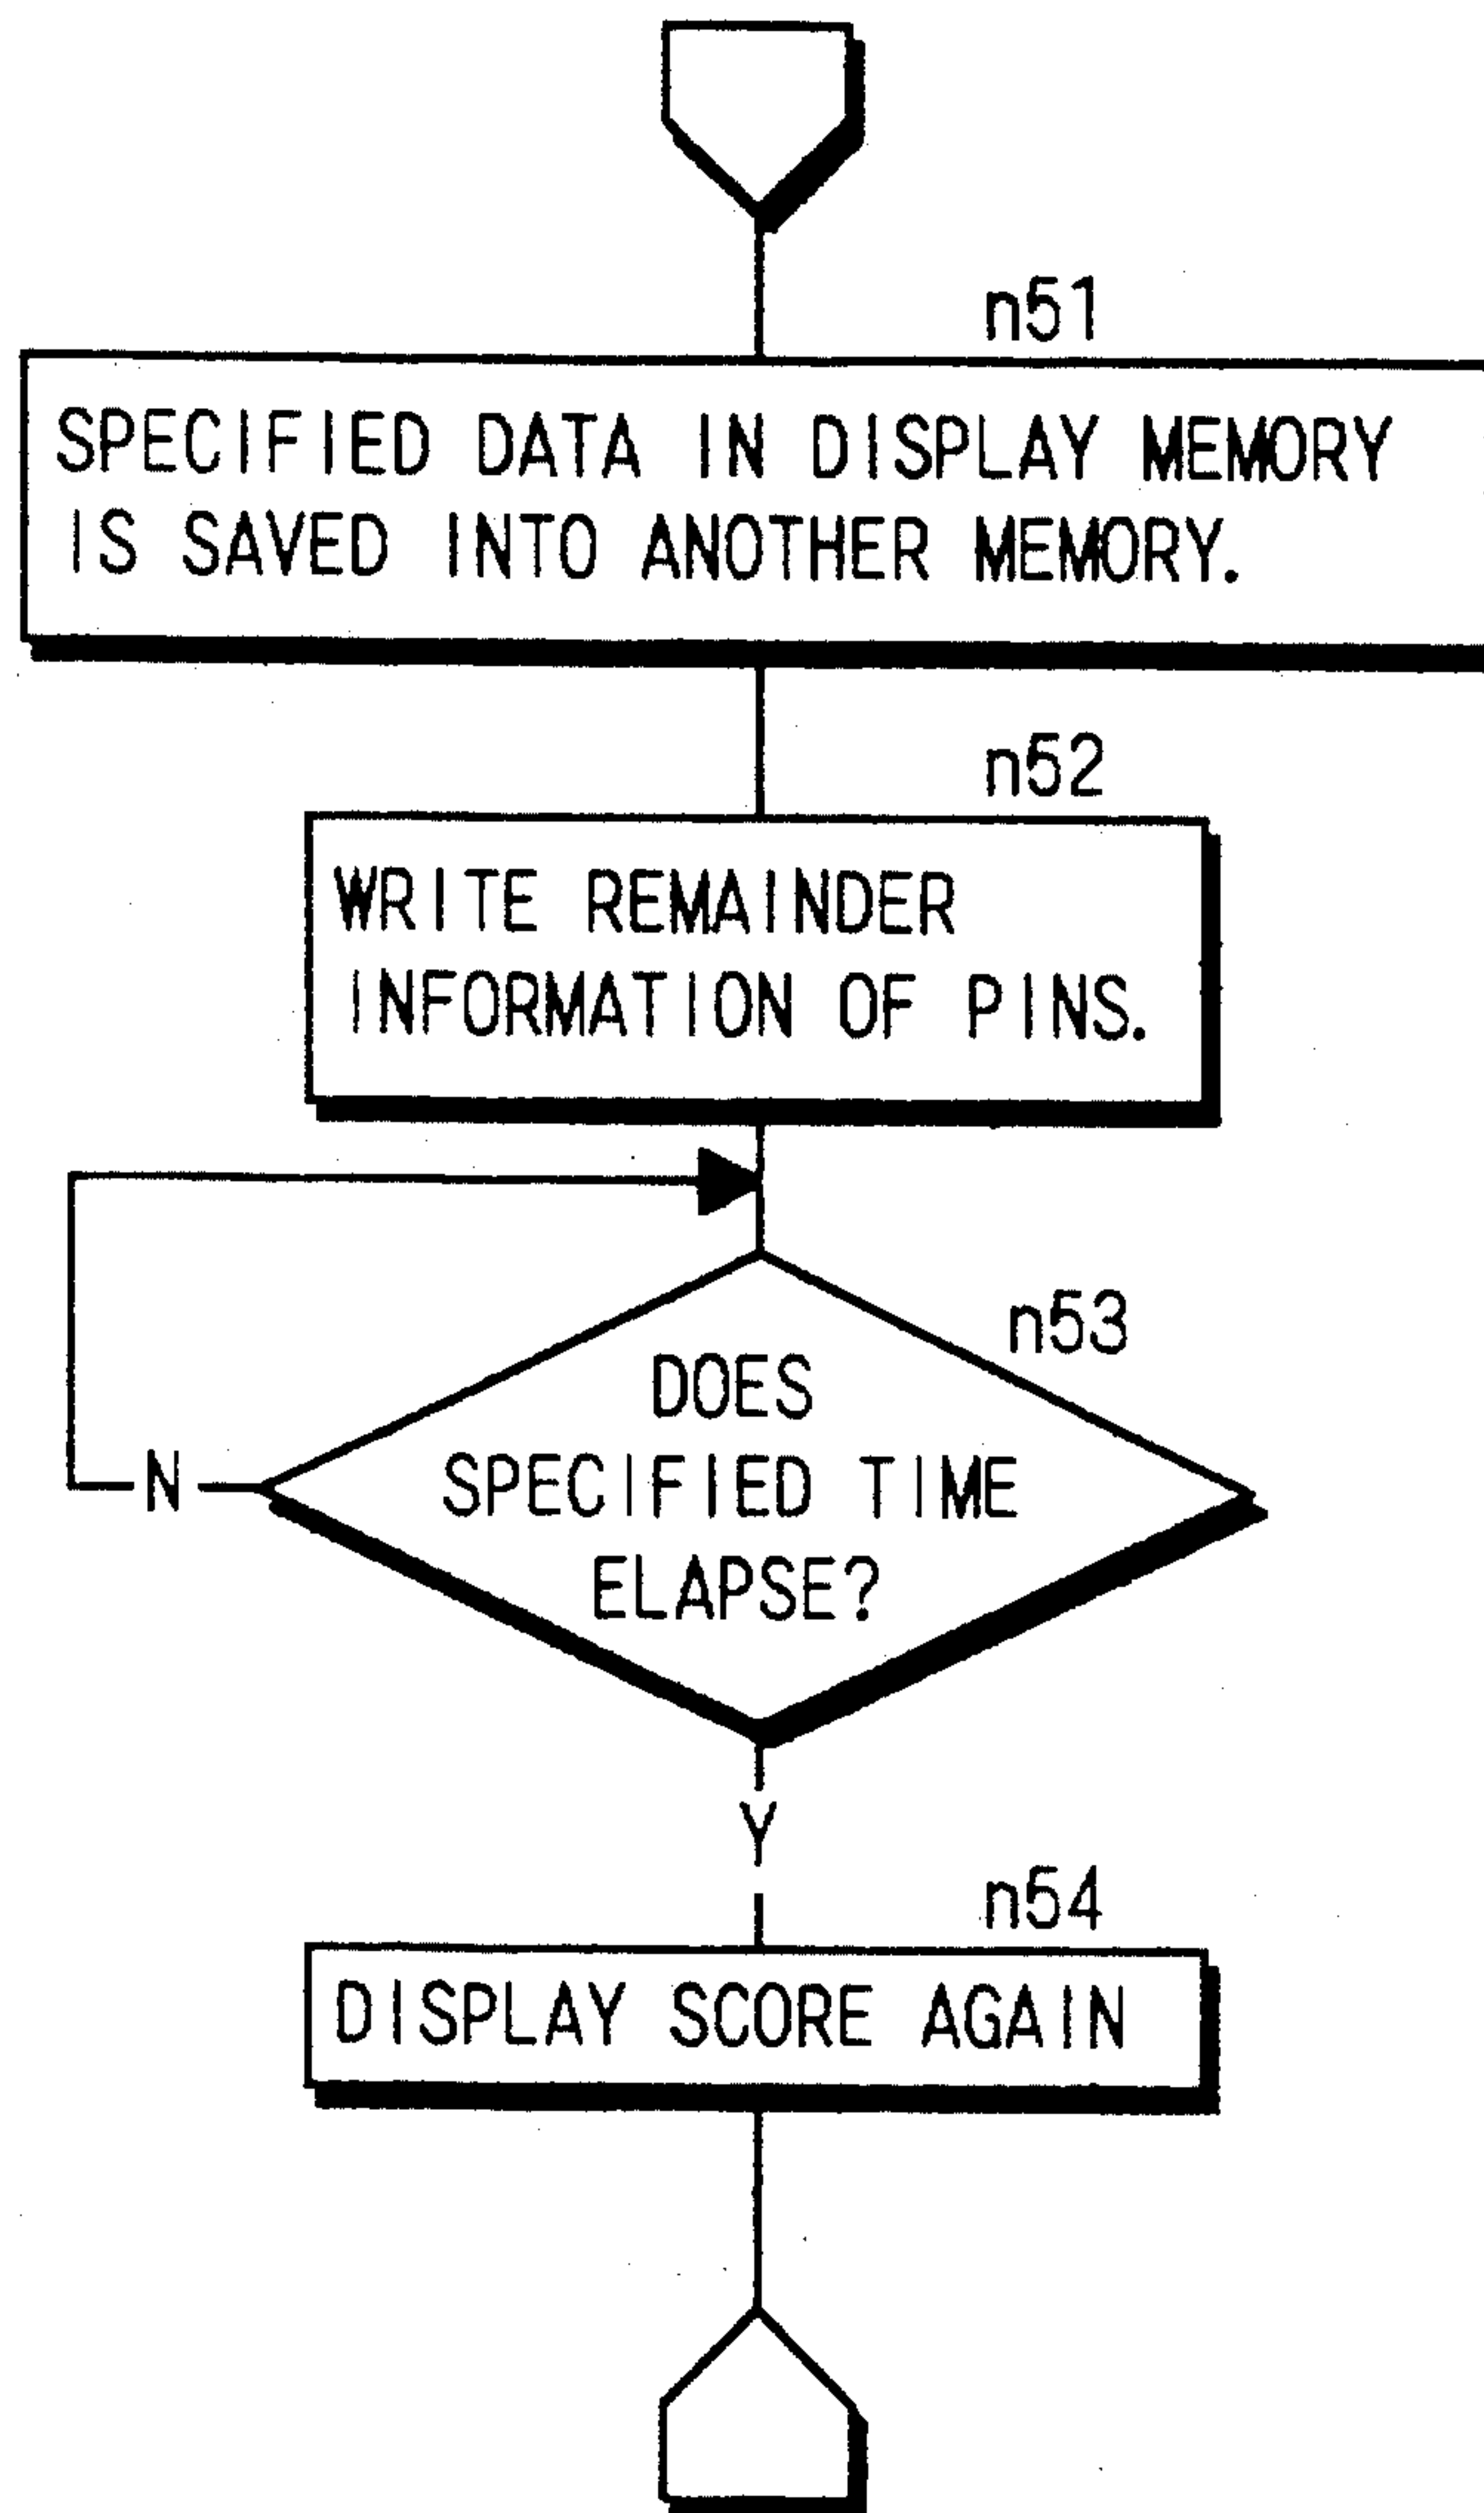 n51
SPECIFIED DATA IN DISPLAY MEMORY
IS SAVED INTO ANOTHER MEMORY.
n52
WRITE REMAINDER
INFORMATION OF PINS.
n53
DOES
SPECIFIED TIME
ELAPSE?
N
Y
n54
DISPLAY SCORE AGAIN